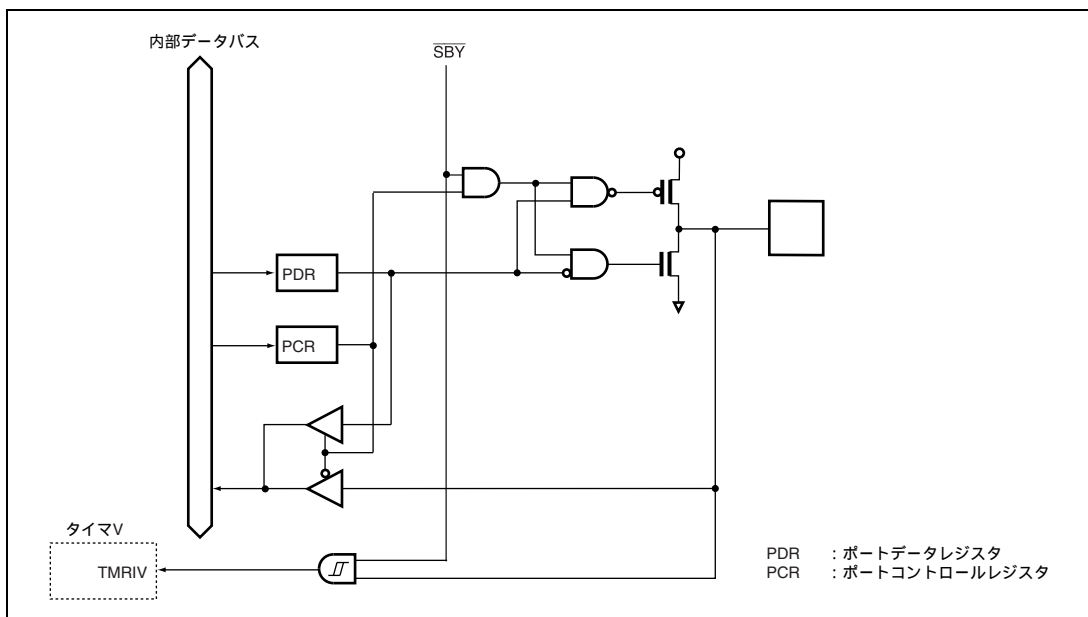 内部データバス
SBY
PDR
PCR
タイマV
TMRIV
PDR :ポートデータレジスタ
PCR :ポートコントロールレジスタ